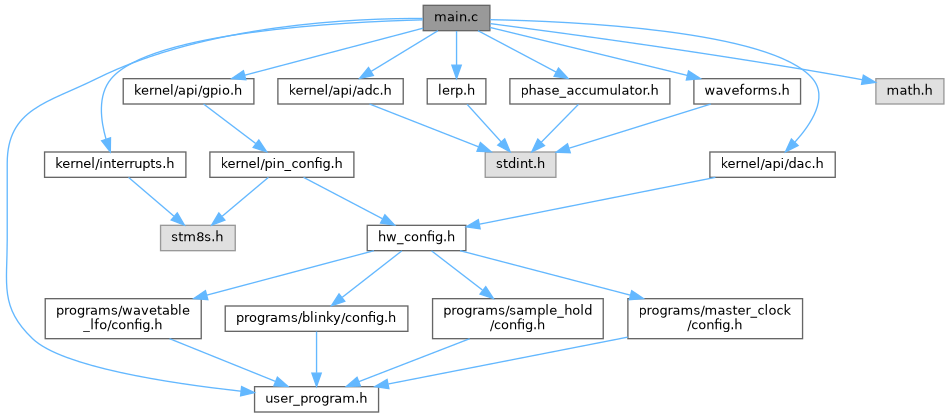 main.c
kernel/api/gpio.h
kernel/api/adc.h
lerp.h
phase_accumulator.h
waveforms.h
math.h
kernel/interrupts.h
kernel/pin_config.h
stdint.h
kernel/api/dac.h
stm8s.h
hw_config.h
programs/wavetable
_lfo/config.h
programs/blinky/config.h
programs/sample_hold
/config.h
programs/master_clock
/config.h
user_program.h